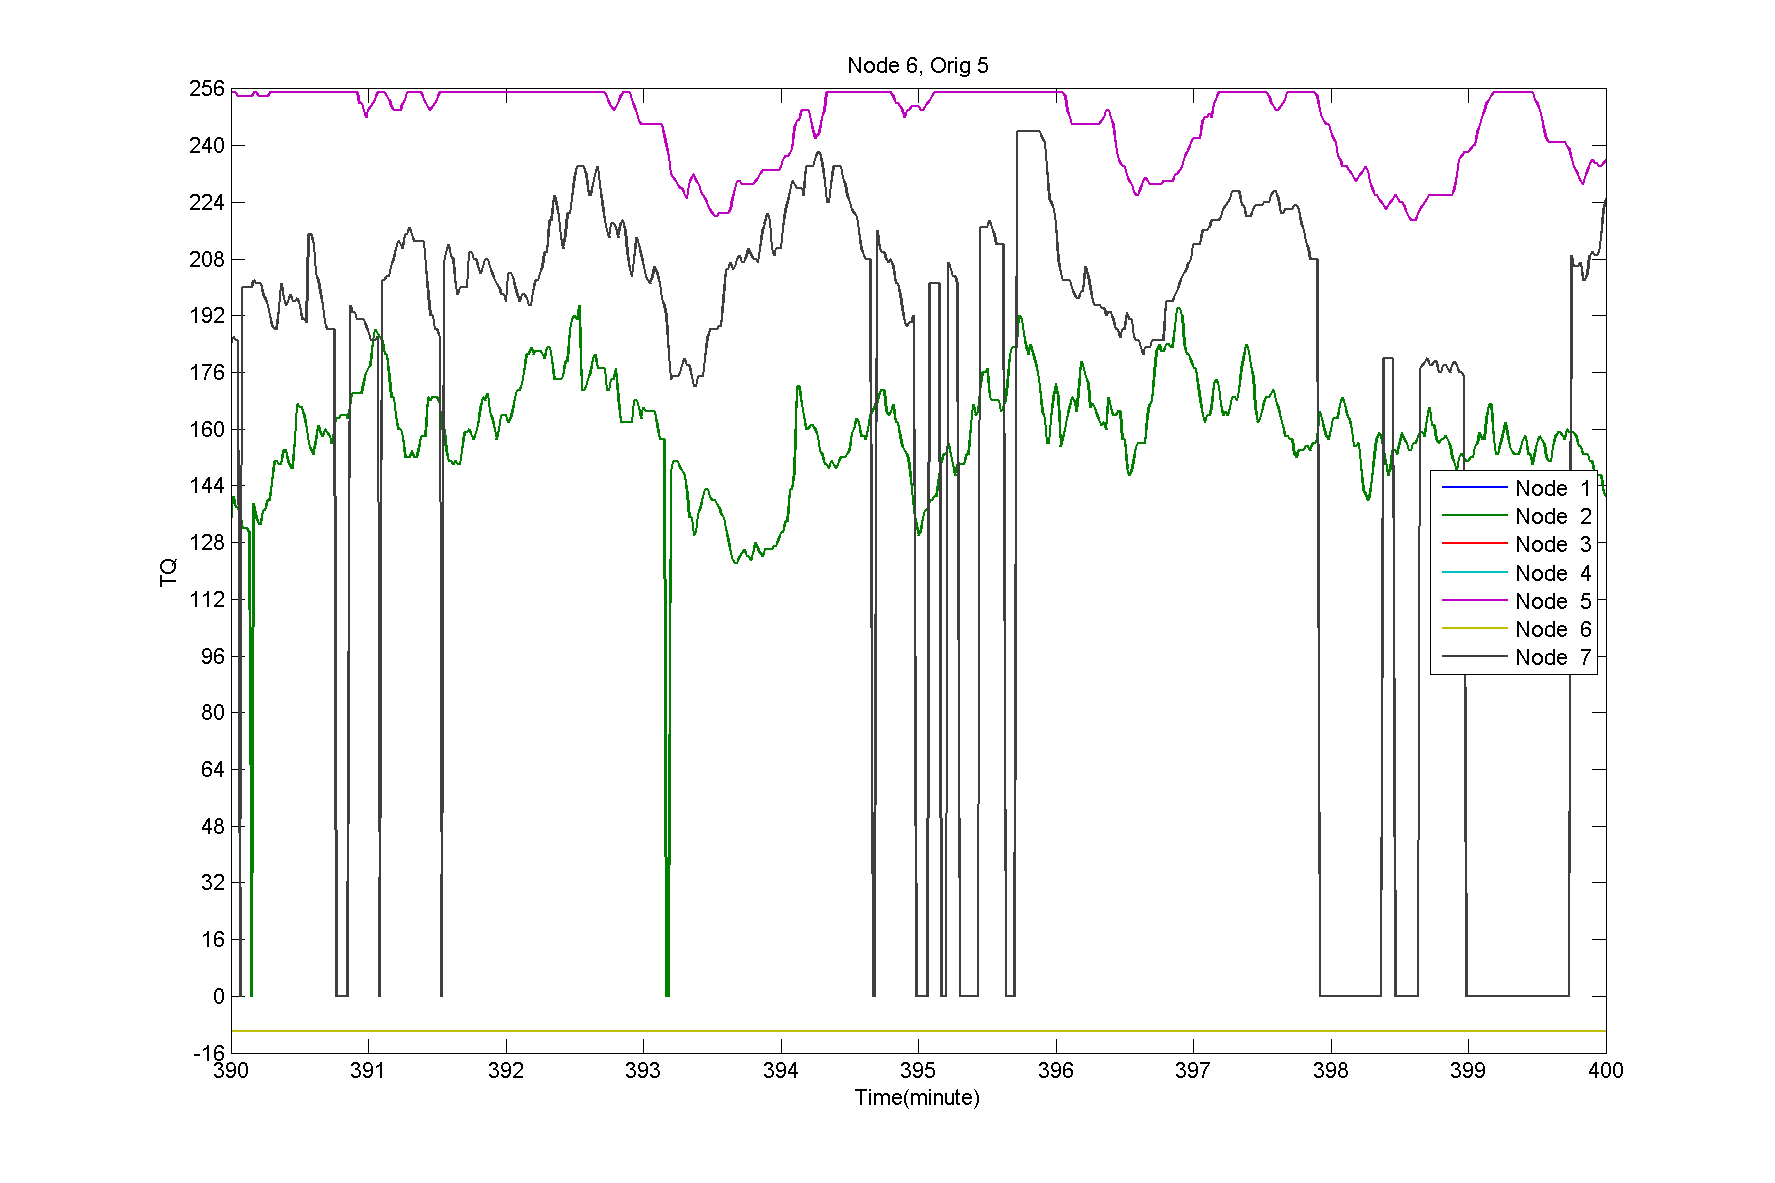 Node 6, Orig 5
256
240
224
208
192
176
160
144
128
112
96
80
64
48
32
16
0
-16
TQ
Node 1
Node 2
Node 3
Node 4
Node 5
Node 6
Node 7
390 391 392 393 394 395 396 397 398 399 400
Time(minute)